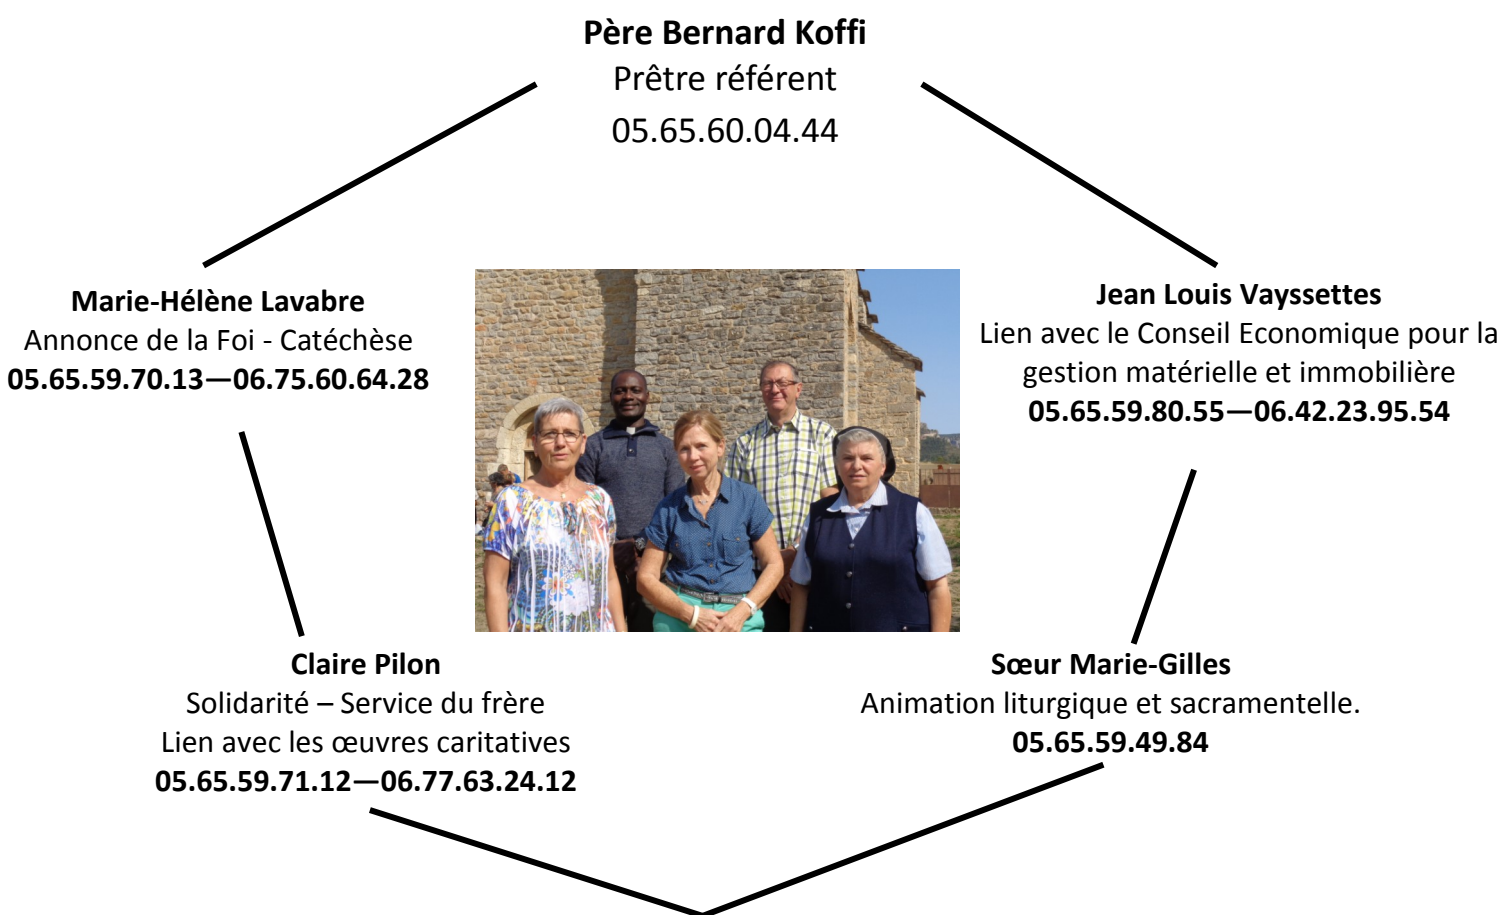 Père Bernard Koffi
Prêtre référent
05.65.60.04.44
Marie-Hélène Lavabre
Annonce de la Foi - Catéchèse
05.65.59.70.13—06.75.60.64.28
Jean Louis Vayssettes
Lien avec le Conseil Economique pour la
gestion matérielle et immobilière
05.65.59.80.55—06.42.23.95.54
Claire Pilon
Solidarité – Service du frère
Lien avec les œuvres caritatives
05.65.59.71.12—06.77.63.24.12
Sœur Marie-Gilles
Animation liturgique et sacramentelle.
05.65.59.49.84